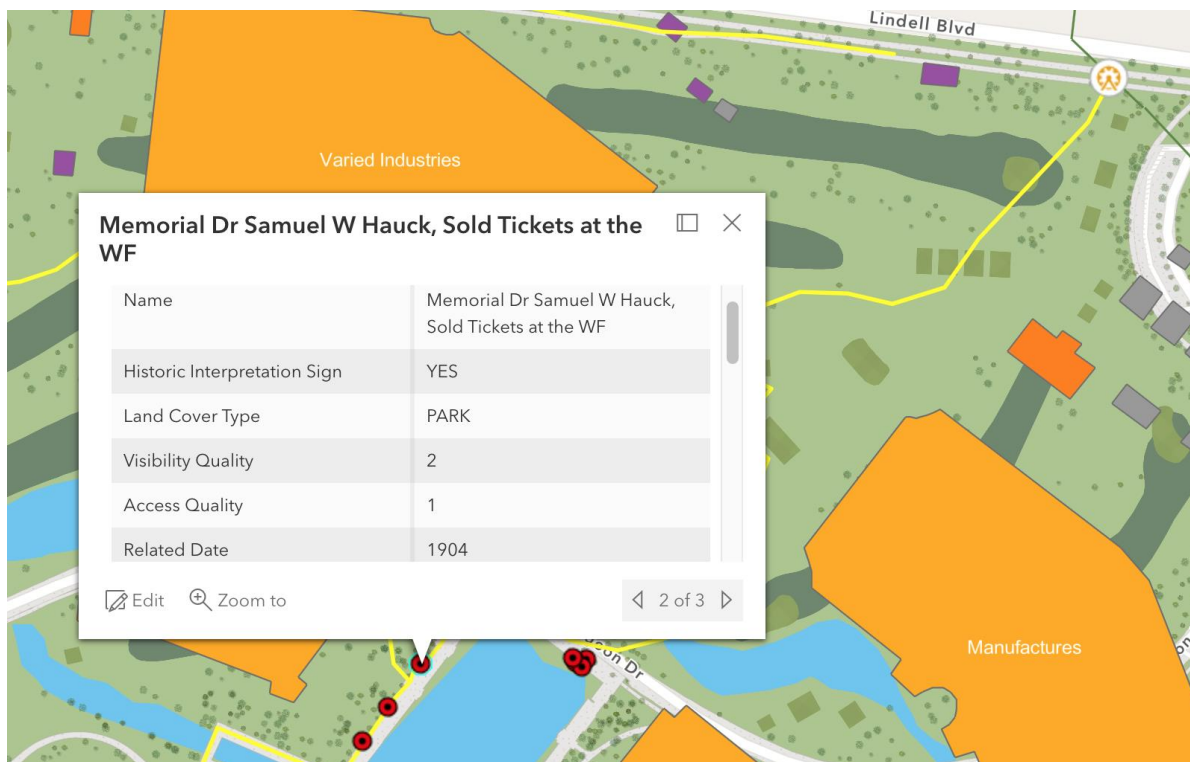 Lindell Blvd
Varied Industries
Memorial Dr Samuel W Hauck, Sold Tickets at the
WF
Name
Memorial Dr Samuel W Hauck,
Sold Tickets at the WF
Historic Interpretation Sign
YES
Land Cover Type
PARK
Visibility Quality
2
Access Quality
1
Related Date
1904
Edit
Zoom to
2 of 3
Dr
Manufactures